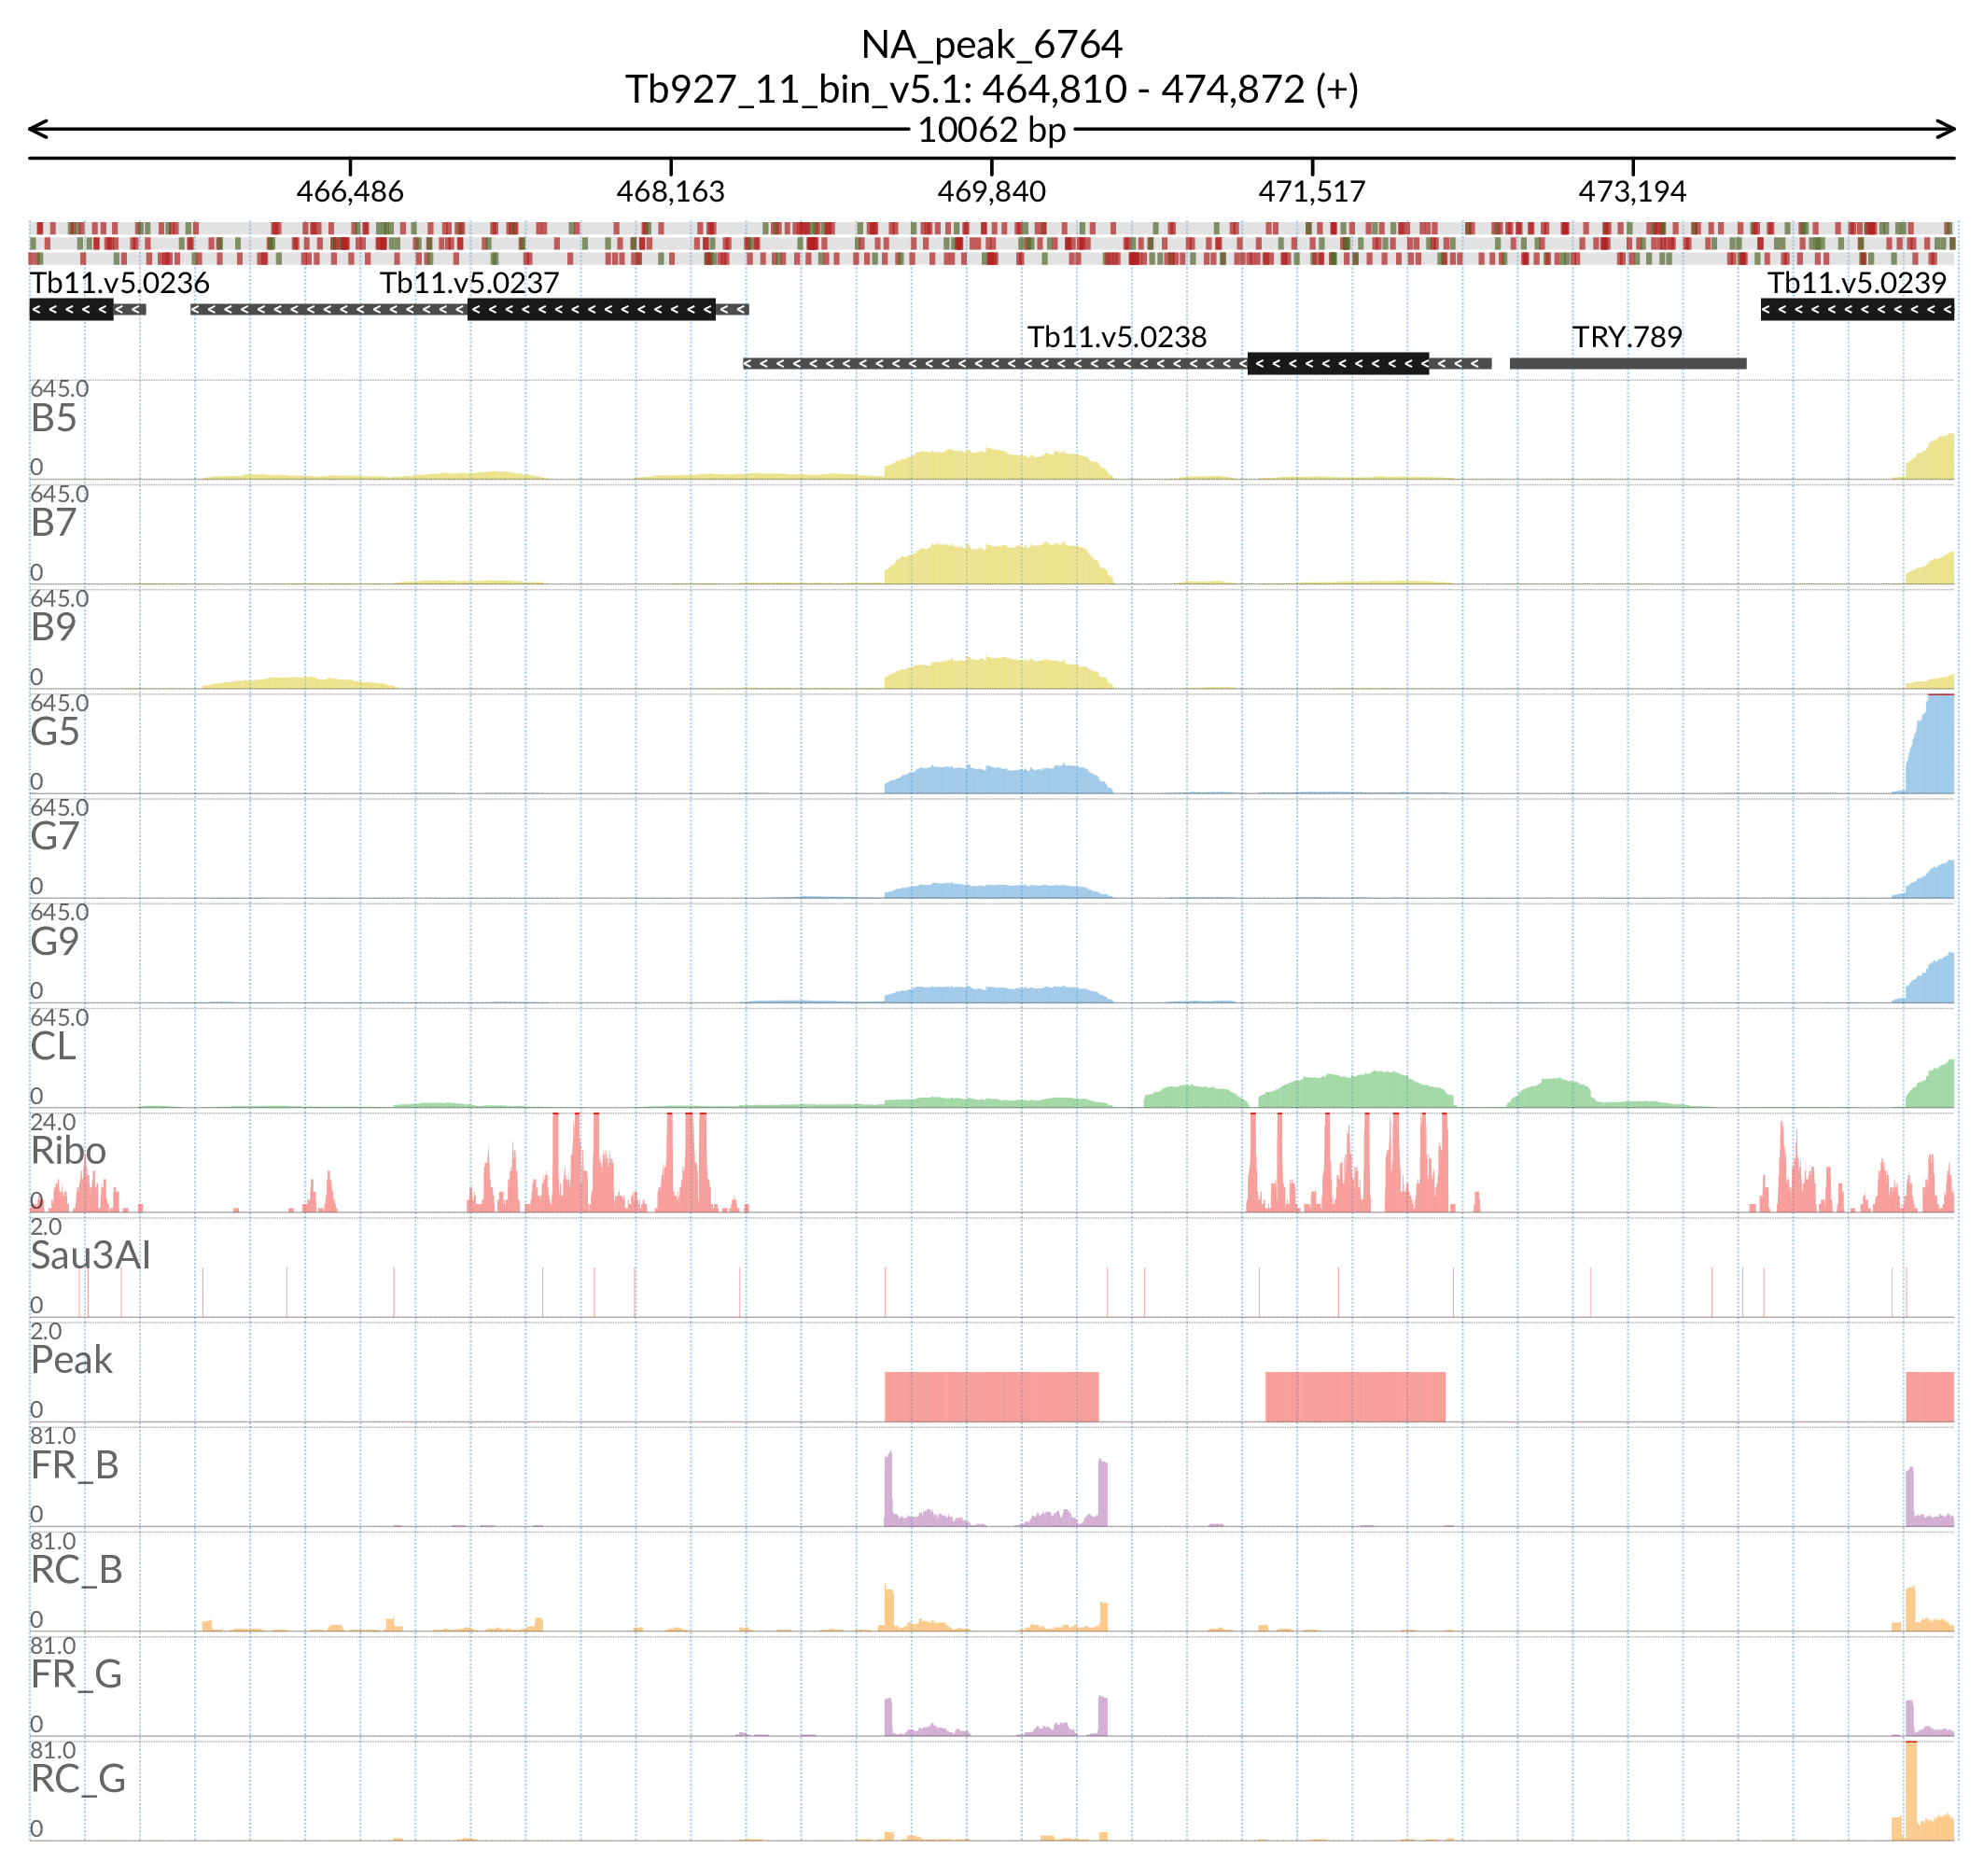 NA_peak_6764
Tb927_11_bin_v5.1: 464,810 - 474,872 (+)
10062 bp
466,486 468,163 469,840 471,517 473,194
Tb11.v5.0236 Tb11.v5.0237 Tb11.v5.0239
Tb11.v5.0238 TRY.789
645.0
B5
0
645.0
B7
0
645.0
B9
0
645.0
G5
0
645.0
G7
0
645.0
G9
0
645.0
CL
0
24.0
Ribo
0
2.0
Sau3AI
0
2.0
Peak
0
81.0
FR_B
0
81.0
RC_B
0
81.0
FR_G
0
81.0
RC_G
0